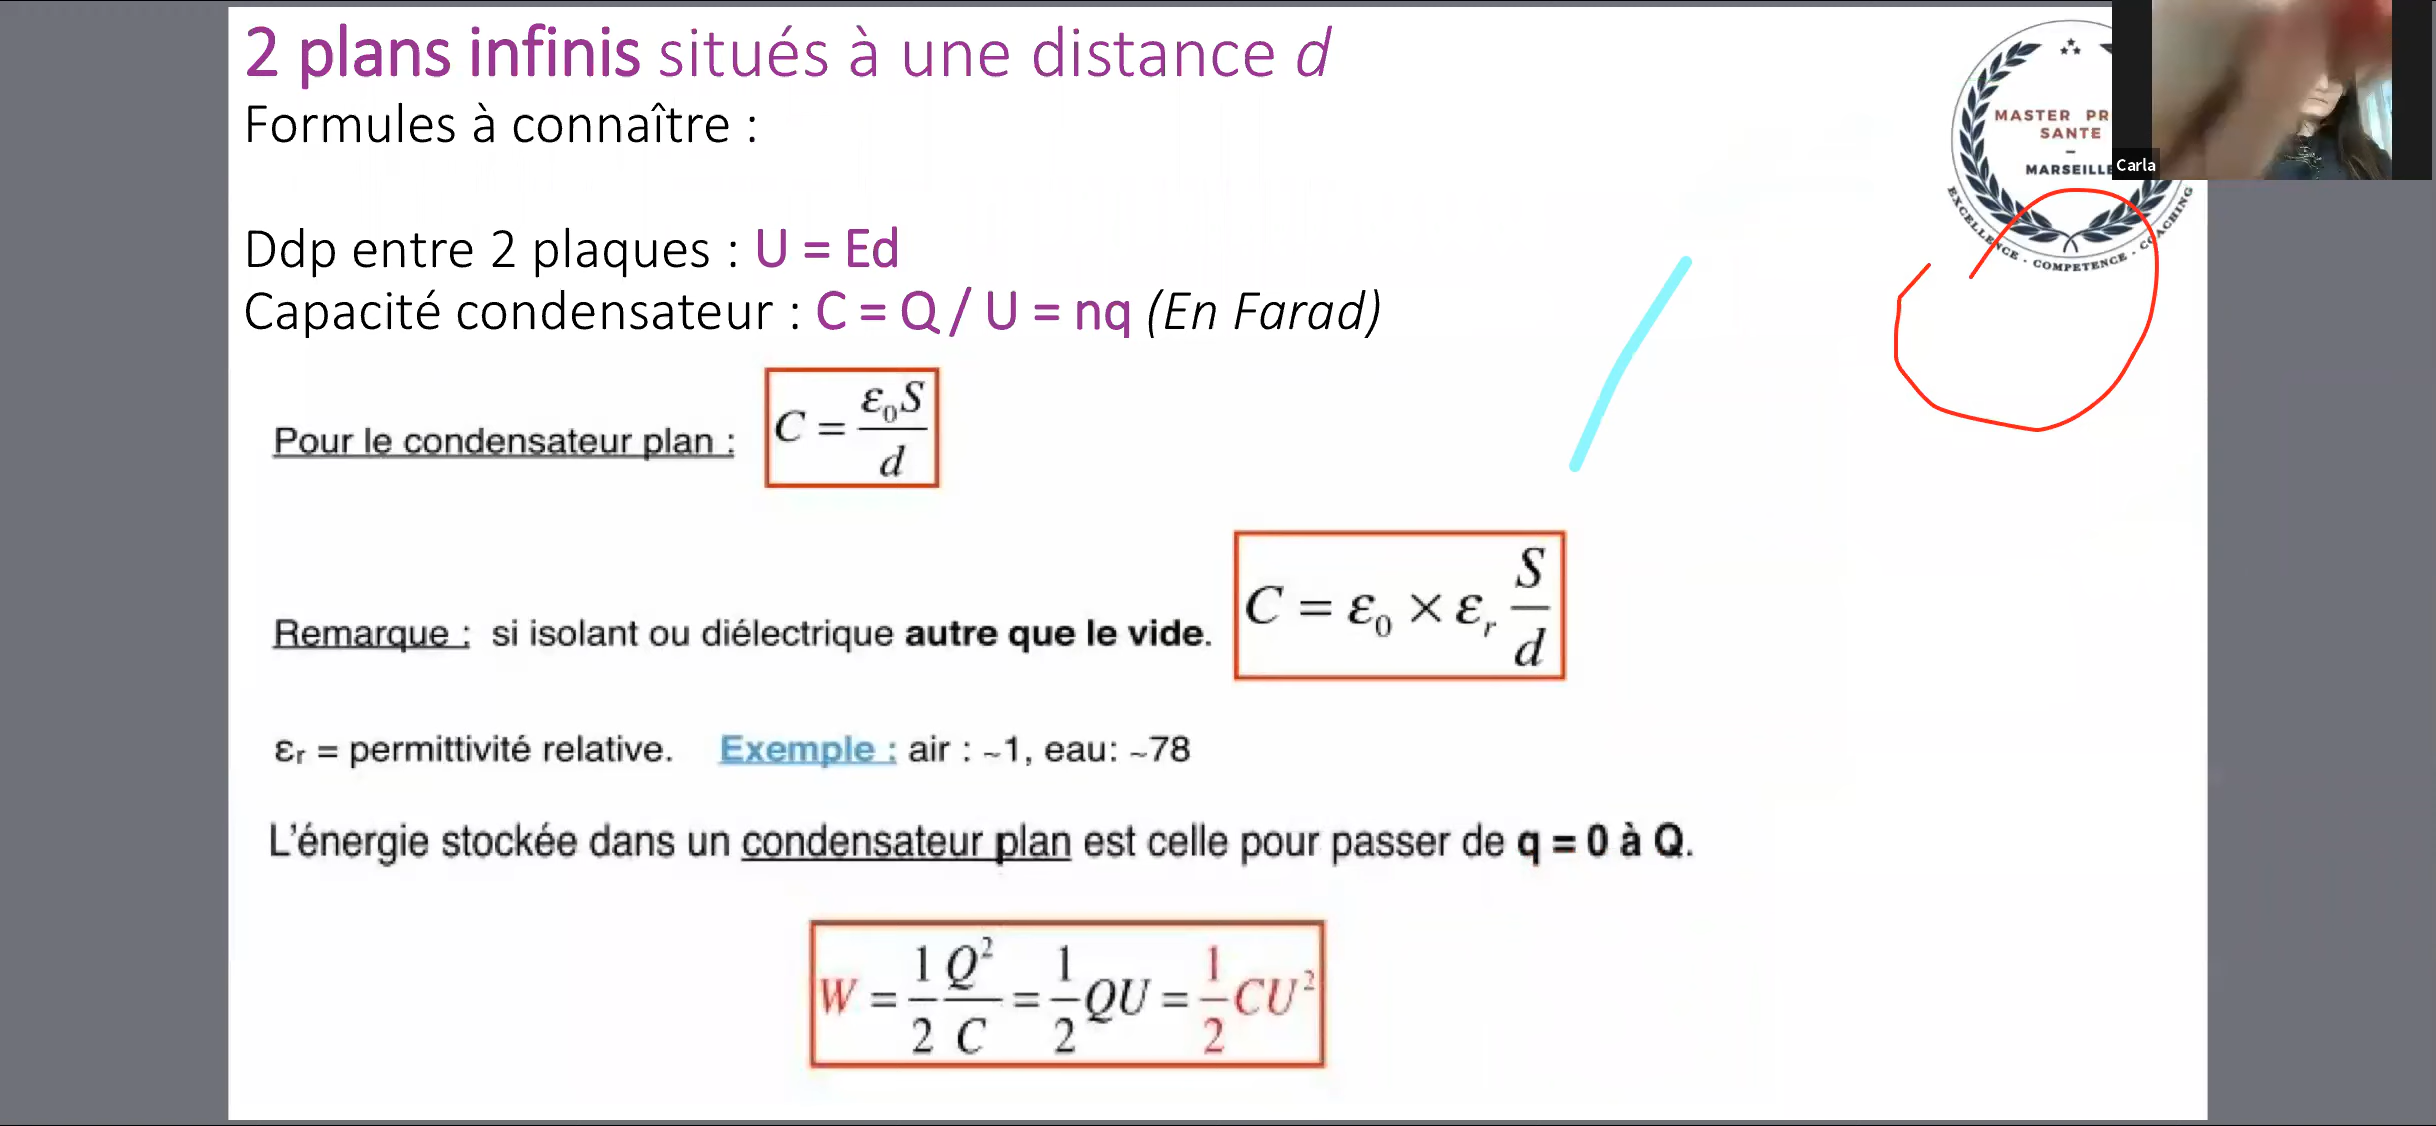 2 plans infinis situés à une distance d
Formules à connaître :
MASTER PR
SANTE
–
MARSEILLE
EXCELLENCE · COMPETENCE · COACHING
Carla
Ddp entre 2 plaques : U = Ed
Capacité condensateur : C = Q / U = nq (En Farad)
Pour le condensateur plan : C = ε₀S / d
Remarque : si isolant ou diélectrique autre que le vide. C = ε₀ × εᵣ S / d
εᵣ = permittivité relative. Exemple : air : ~1, eau: ~78
L'énergie stockée dans un condensateur plan est celle pour passer de q = 0 à Q.
W = 1/2 Q²/C = 1/2 QU = 1/2 CU²